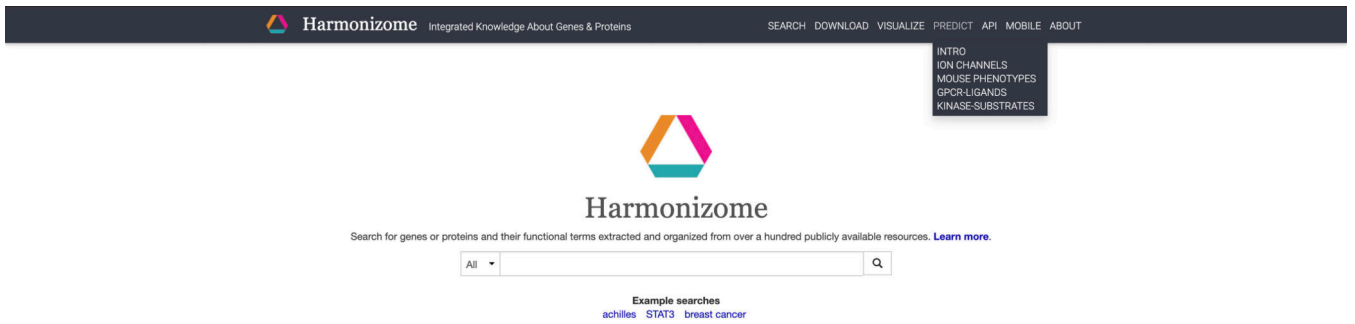 Harmonizome Integrated Knowledge About Genes & Proteins SEARCH DOWNLOAD VISUALIZE PREDICT API MOBILE ABOUT
INTRO
ION CHANNELS
MOUSE PHENOTYPES
GPCR-LIGANDS
KINASE-SUBSTRATES
Harmonizome
Search for genes or proteins and their functional terms extracted and organized from over a hundred publicly available resources. Learn more.
All
Example searches
achilles STAT3 breast cancer